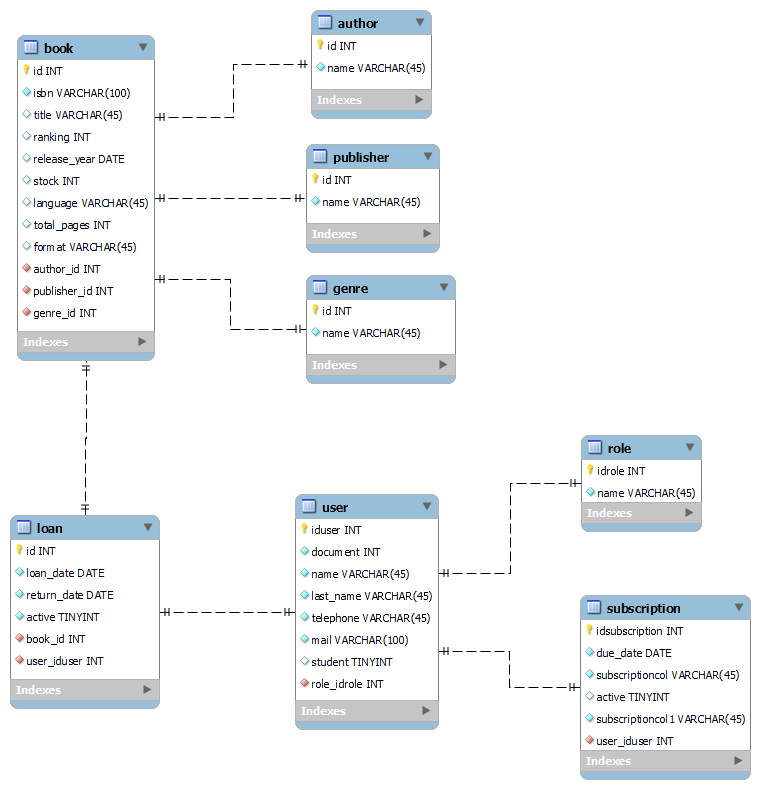 author
id INT
name VARCHAR(45)
Indexes
book
id INT
isbn VARCHAR(100)
title VARCHAR(45)
ranking INT
release_year DATE
stock INT
language VARCHAR(45)
total_pages INT
format VARCHAR(45)
author_id INT
publisher_id INT
genre_id INT
Indexes
publisher
id INT
name VARCHAR(45)
Indexes
genre
id INT
name VARCHAR(45)
Indexes
loan
id INT
loan_date DATE
return_date DATE
active TINYINT
book_id INT
user_iduser INT
Indexes
user
iduser INT
document INT
name VARCHAR(45)
last_name VARCHAR(45)
telephone VARCHAR(45)
mail VARCHAR(100)
student TINYINT
role_idrole INT
Indexes
role
idrole INT
name VARCHAR(45)
Indexes
subscription
idsubscription INT
due_date DATE
subscriptioncol VARCHAR(45)
active TINYINT
subscriptioncol1 VARCHAR(45)
user_iduser INT
Indexes